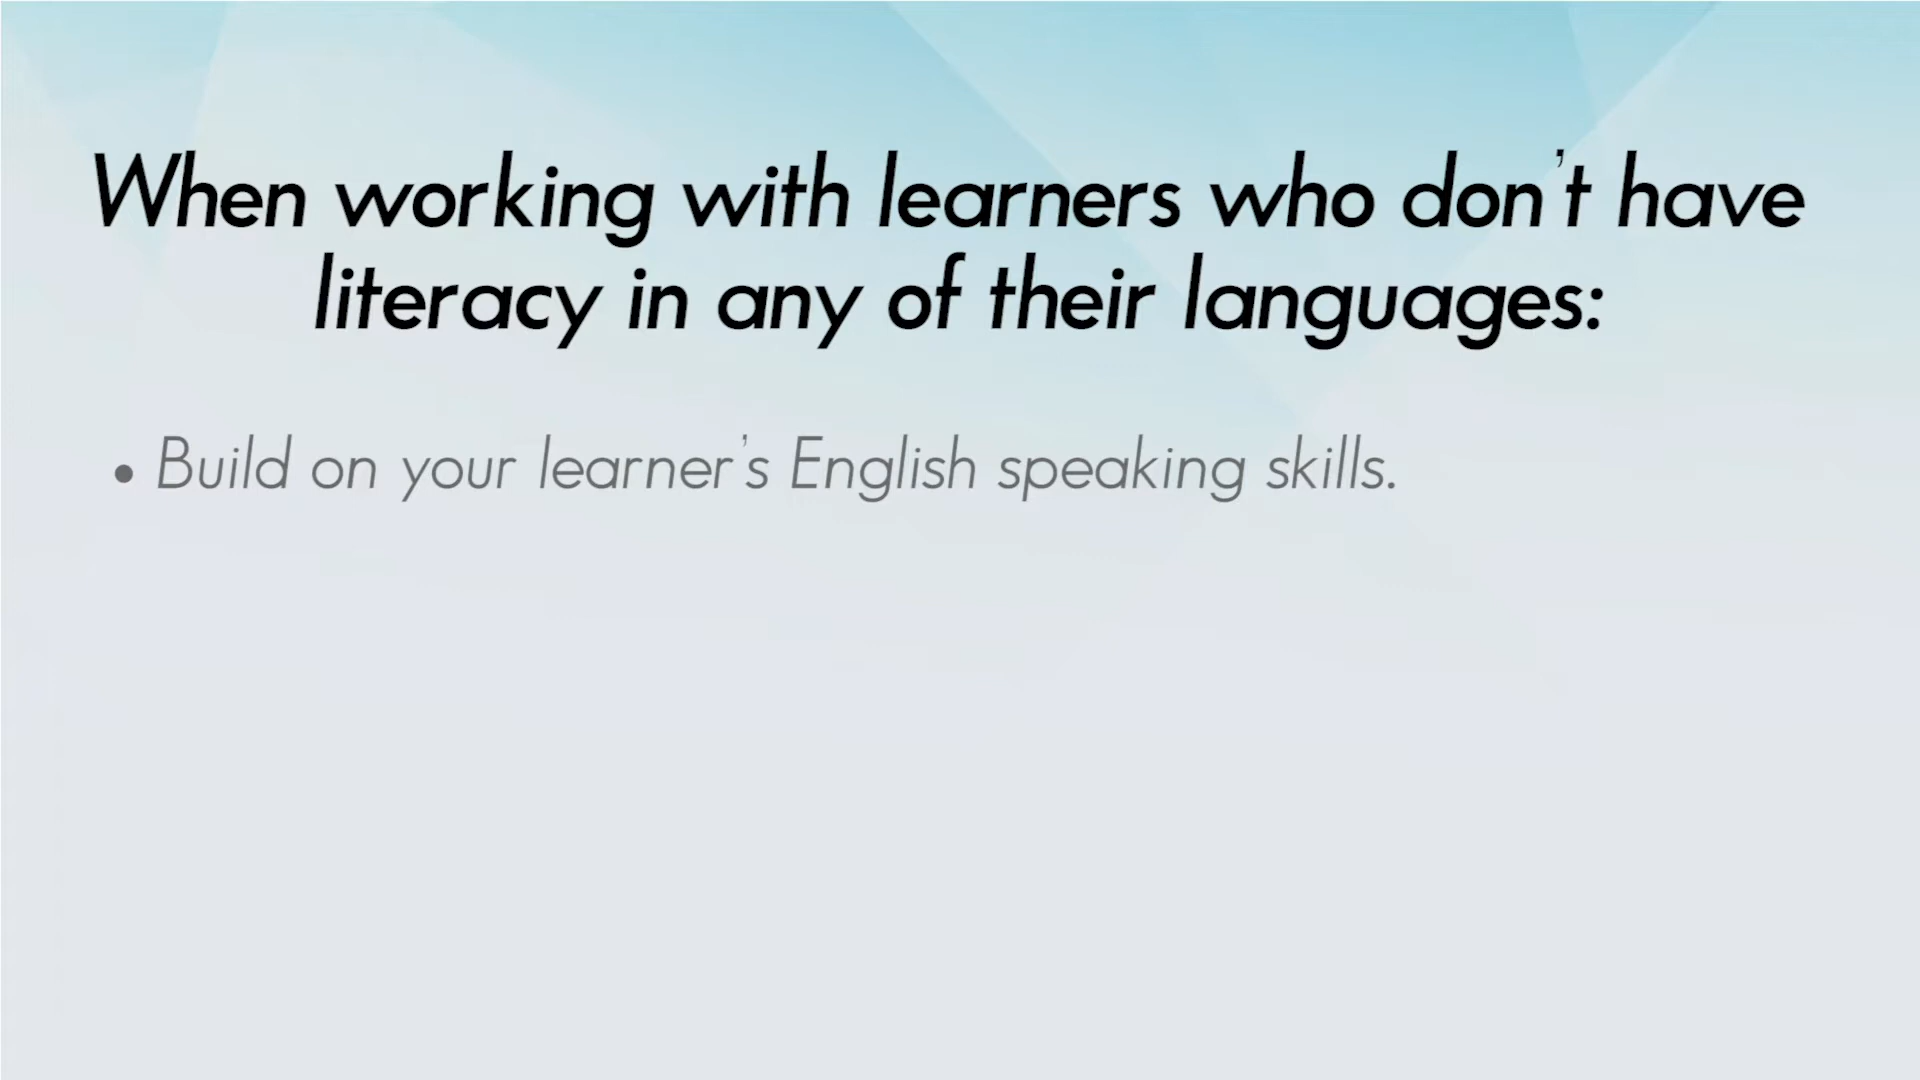 When working with learners who don't have
literacy in any of their languages:
• Build on your learner's English speaking skills.